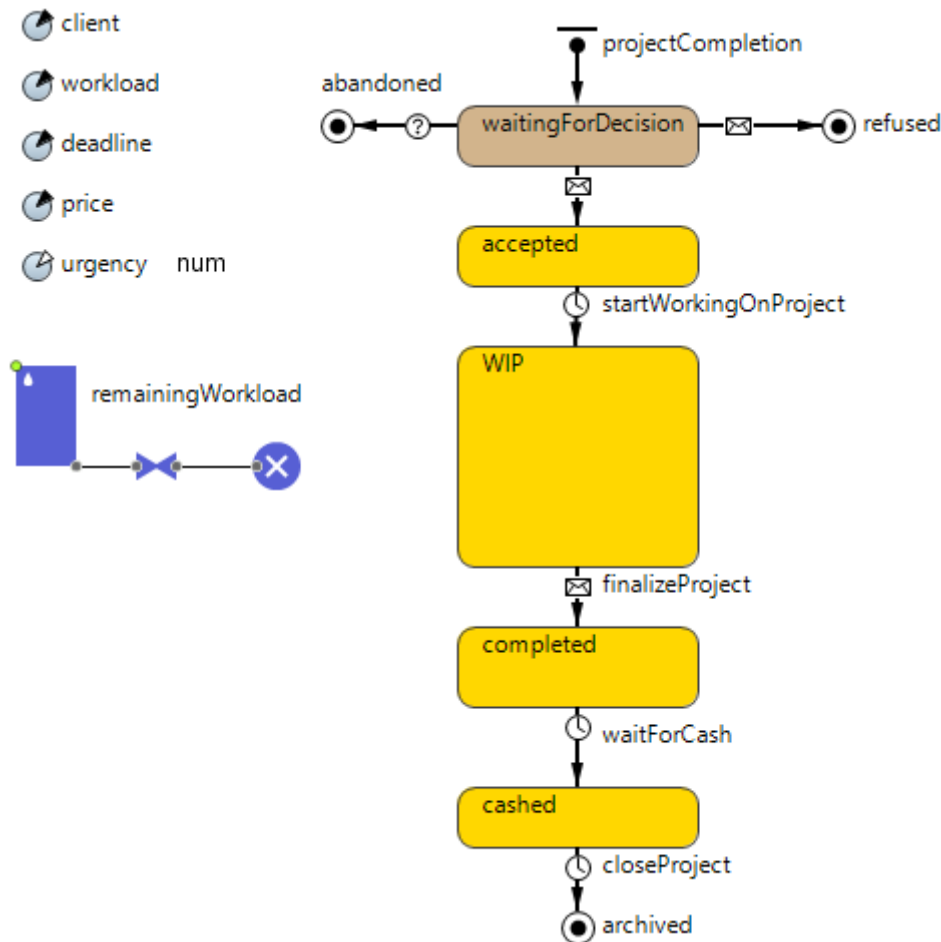 client
workload
deadline
price
urgency num
remainingWorkload
projectCompletion
abandoned
waitingForDecision
refused
accepted
startWorkingOnProject
WIP
finalizeProject
completed
waitForCash
cashed
closeProject
archived